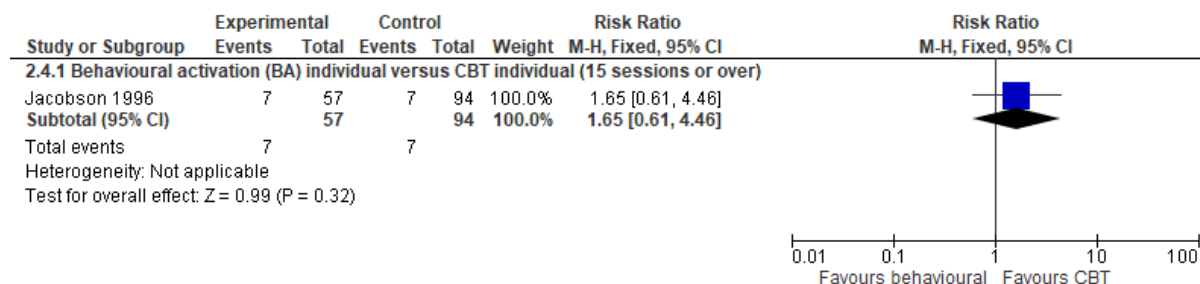 Experimental Control Risk Ratio Risk Ratio
Study or Subgroup Events Total Events Total Weight M-H, Fixed, 95% CI M-H, Fixed, 95% CI
2.4.1 Behavioural activation (BA) individual versus CBT individual (15 sessions or over)
Jacobson 1996 7 57 7 94 100.0% 1.65 [0.61, 4.46]
Subtotal (95% CI) 57 94 100.0% 1.65 [0.61, 4.46]
Total events 7 7
Heterogeneity: Not applicable
Test for overall effect: Z = 0.99 (P = 0.32)
0.01 0.1 1 10 100
Favours behavioural Favours CBT